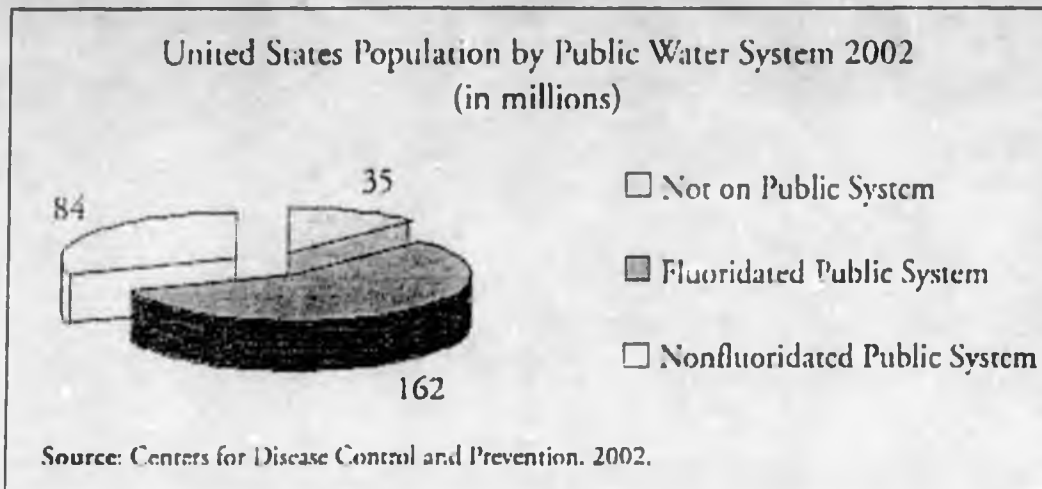 United States Population by Public Water System 2002
(in millions)
35
84
162
Not on Public System
Fluoridated Public System
Nonfluoridated Public System
Source: Centers for Disease Control and Prevention. 2002.